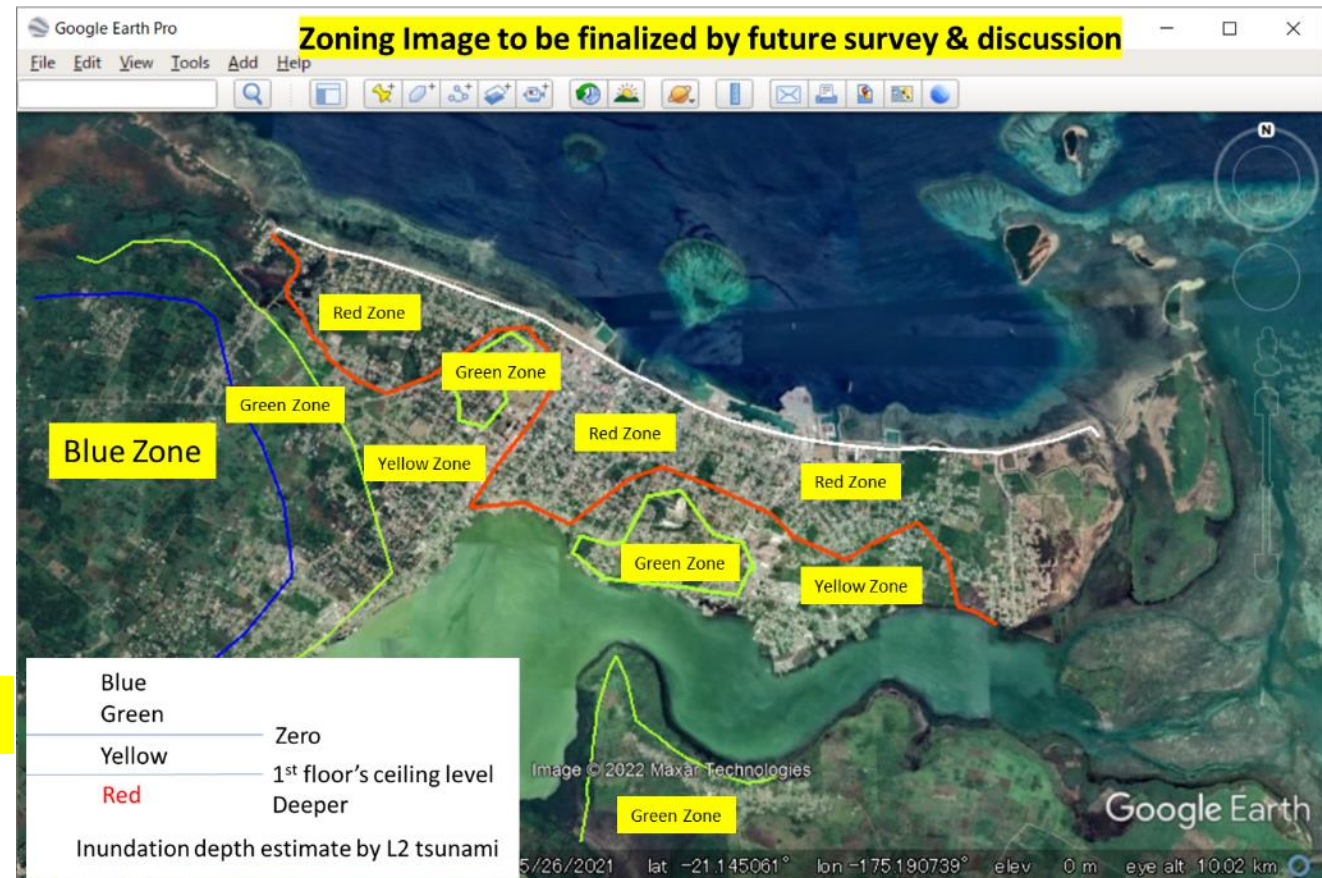 Google Earth Pro
Zoning Image to be finalized by future survey & discussion
File Edit View Tools Add Help
N
Red Zone
Green Zone
Green Zone
Blue Zone
Red Zone
Yellow Zone
Red Zone
Green Zone
Yellow Zone
Blue
Green
Zero
Yellow
1st floor's ceiling level
Red
Deeper
Inundation depth estimate by L2 tsunami
Image © 2022 Maxar Technologies
Green Zone
Google Earth
5/26/2021 lat -21.145061° lon -175.190739° elev 0 m eye alt 10.02 km